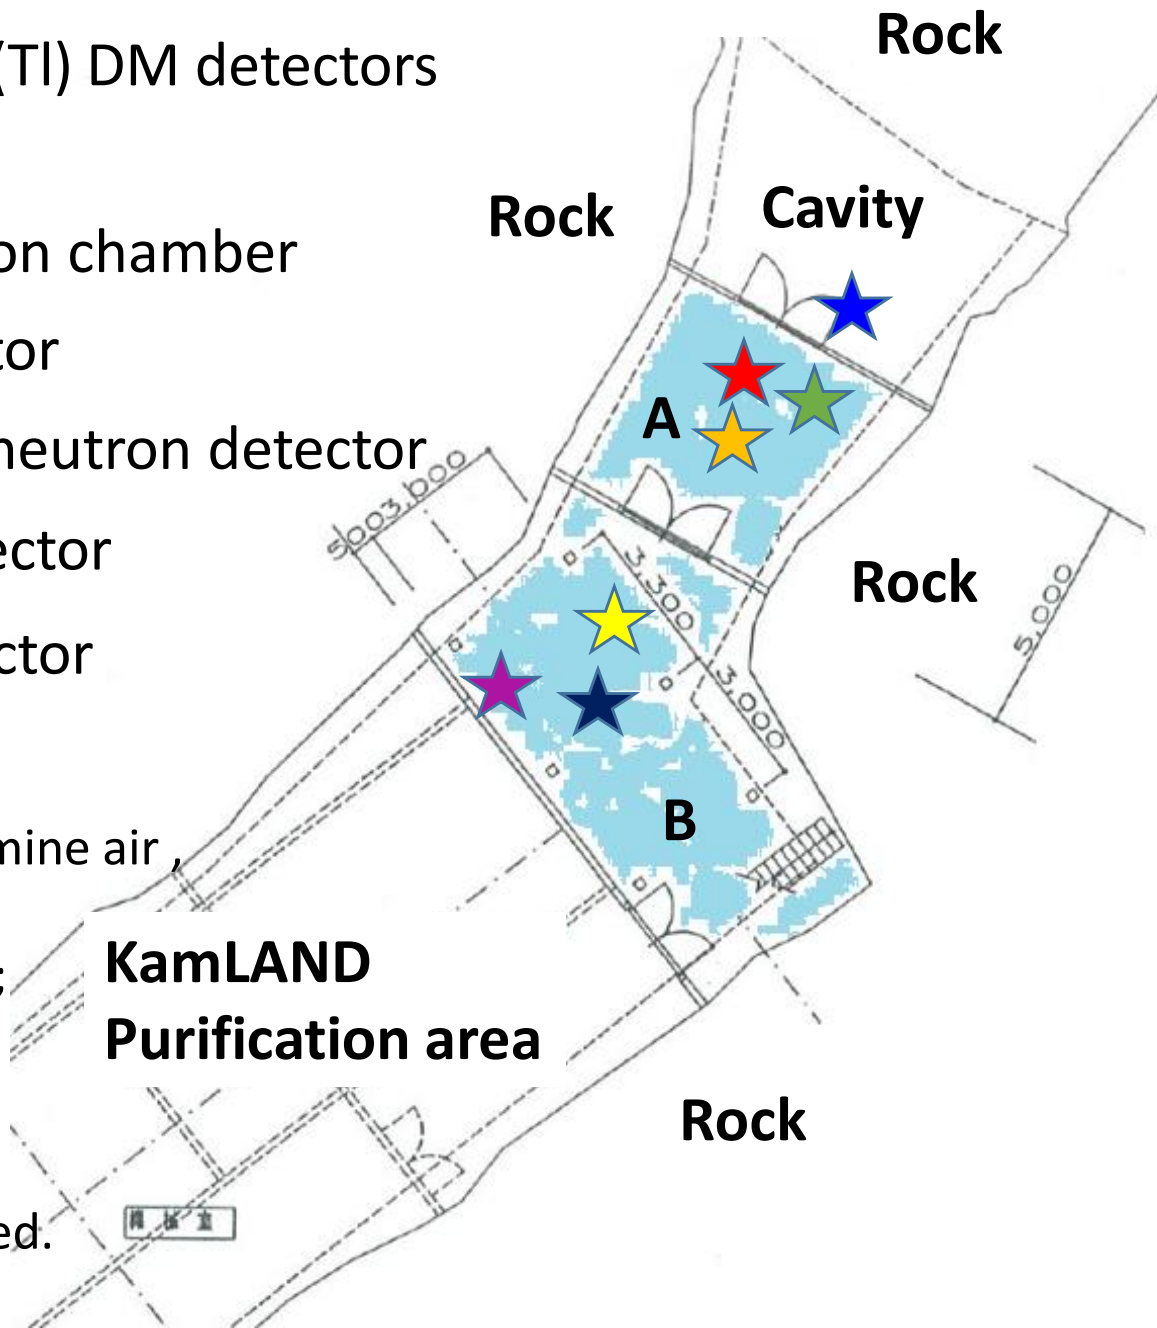 (Tl) DM detectors
Rock
Rock
Cavity
on chamber
tor
A
neutron detector
5003,600
ector
3,300
Rock
5,000
ctor
3,000
B
mine air ,
KamLAND
Purification area
Rock
ed.